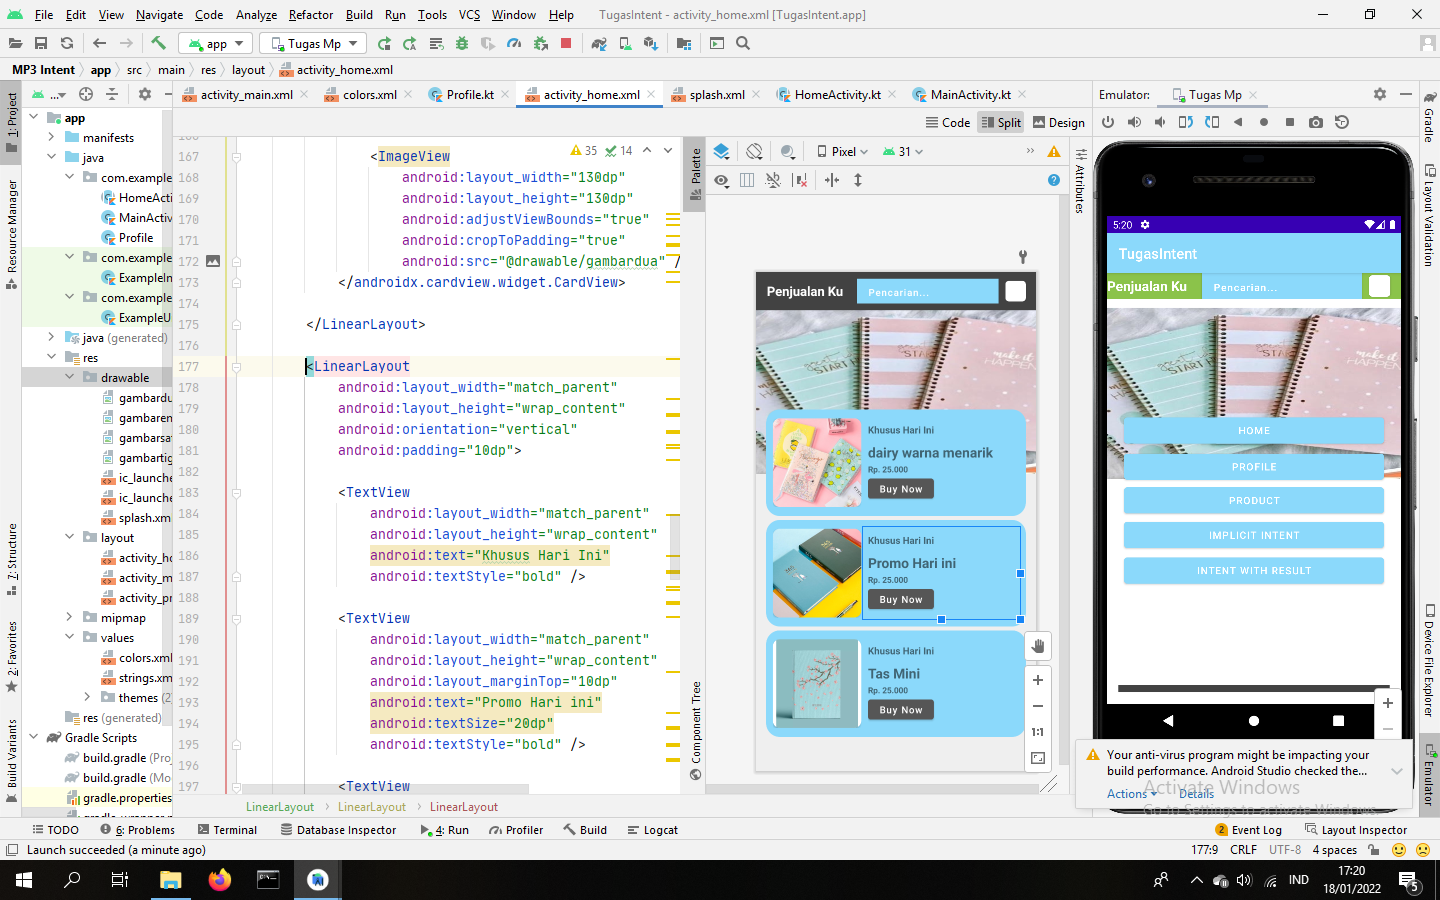 File Edit View Navigate Code Analyze Refactor Build Run Tools VCS Window Help TugasIntent - activity_home.xml [TugasIntent.app]
app Tugas Mp
MP3 Intent app src main res layout activity_home.xml
1: Project
Resource Manager
7: Structure
2: Favorites
Build Variants
app
manifests
java
com.example
HomeActi
MainActiv
Profile
com.example
ExampleIn
com.example
ExampleU
java (generated)
res
drawable
gambardu
gambaren
gambarsa
gambartig
ic_launche
ic_launche
splash.xm
layout
activity_ho
activity_m
activity_pr
mipmap
values
colors.xml
strings.xm
themes (2)
res (generated)
Gradle Scripts
build.gradle (Proj
build.gradle (Mo
gradle.properties
activity_main.xml colors.xml Profile.kt activity_home.xml splash.xml HomeActivity.kt MainActivity.kt
Code Split Design
35 14
167 <ImageView
168 android:layout_width="130dp"
169 android:layout_height="130dp"
170 android:adjustViewBounds="true"
171 android:cropToPadding="true"
172 android:src="@drawable/gambardua" /
173 </androidx.cardview.widget.CardView>
174
175 </LinearLayout>
176
177 <LinearLayout
178 android:layout_width="match_parent"
179 android:layout_height="wrap_content"
180 android:orientation="vertical"
181 android:padding="10dp">
182
183 <TextView
184 android:layout_width="match_parent"
185 android:layout_height="wrap_content"
186 android:text="Khusus Hari Ini"
187 android:textStyle="bold" />
188
189 <TextView
190 android:layout_width="match_parent"
191 android:layout_height="wrap_content"
192 android:layout_marginTop="10dp"
193 android:text="Promo Hari ini"
194 android:textSize="20dp"
195 android:textStyle="bold" />
196
197 <TextView
LinearLayout LinearLayout LinearLayout
Palette
Component Tree
Pixel 31
Attributes
Penjualan Ku Pencarian...
Khusus Hari Ini
dairy warna menarik
Rp. 25.000
Buy Now
Khusus Hari Ini
Promo Hari ini
Rp. 25.000
Buy Now
Khusus Hari Ini
Tas Mini
Rp. 25.000
Buy Now
1:1
Emulator: Tugas Mp
5:20
TugasIntent
Penjualan Ku Pencarian...
HOME
PROFILE
PRODUCT
IMPLICIT INTENT
INTENT WITH RESULT
Gradle
Layout Validation
Device File Explorer
Emulator
Your anti-virus program might be impacting your
build performance. Android Studio checked the...
Actions Details
Activate Windows
Go to Settings to activate Windows.
TODO 6: Problems Terminal Database Inspector 4: Run Profiler Build Logcat 2 Event Log Layout Inspector
Launch succeeded (a minute ago) 177:9 CRLF UTF-8 4 spaces
IND
17:20
18/01/2022
5